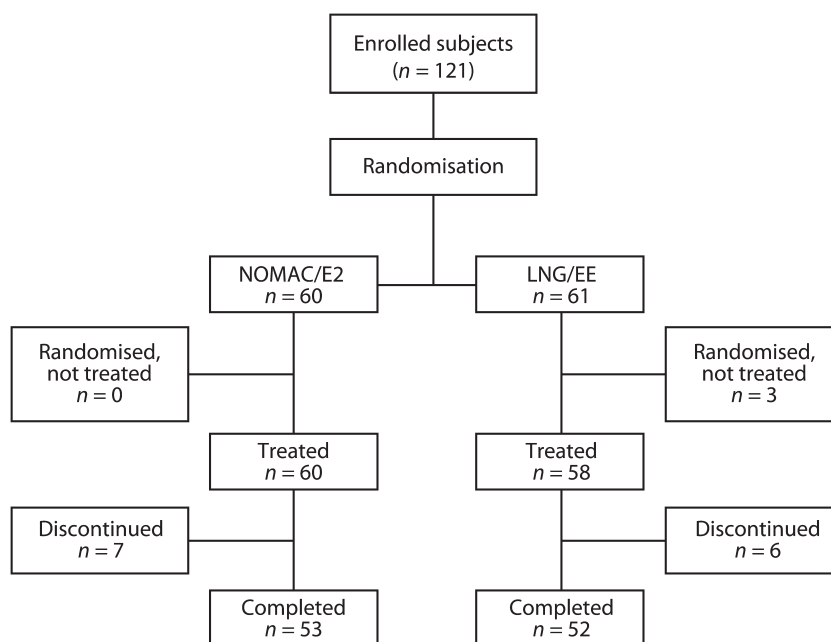 Enrolled subjects
(n = 121)
Randomisation
NOMAC/E2
n = 60
LNG/EE
n = 61
Randomised,
not treated
n = 0
Randomised,
not treated
n = 3
Treated
n = 60
Treated
n = 58
Discontinued
n = 7
Discontinued
n = 6
Completed
n = 53
Completed
n = 52